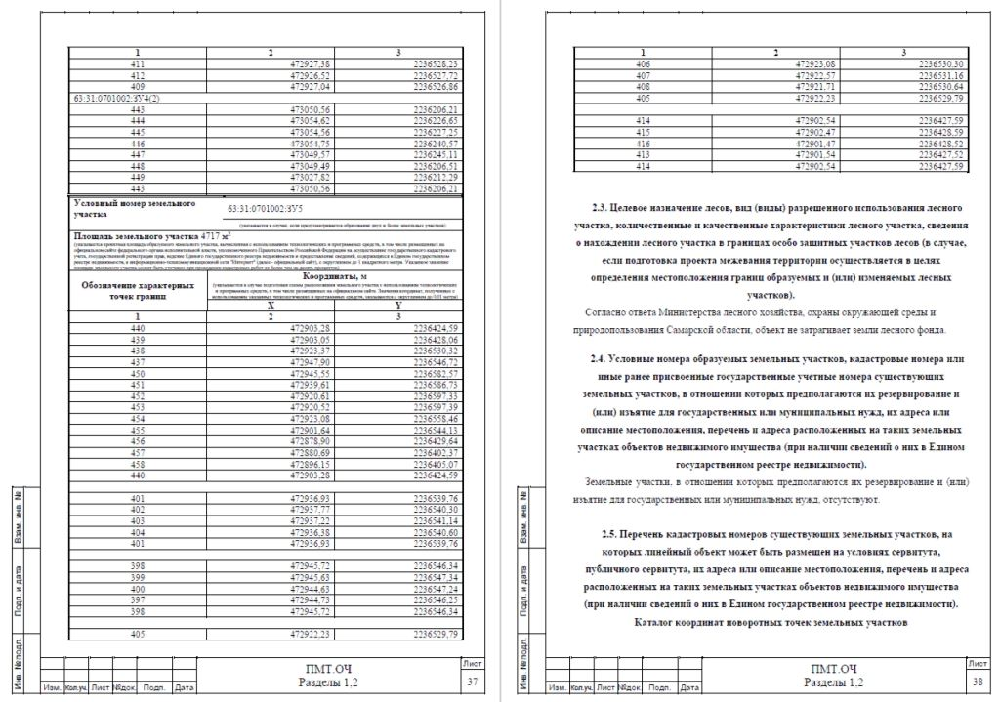 1 2 3
411 472927,38 2236528,23
412 472926,52 2236527,72
409 472927,04 2236526,86
63:31:0701002:ЗУ4(2)
443 473050,56 2236206,21
444 473054,62 2236226,65
445 473054,56 2236227,25
446 473054,75 2236240,57
447 473049,57 2236245,11
448 473049,49 2236206,51
449 473027,82 2236212,29
443 473050,56 2236206,21
Условный номер земельного
участка
63:31:0701002:ЗУ5
(указывается в случае, если предусматривается образование двух и более земельных участков)
Площадь земельного участка 4717 м²
Обозначение характерных
точек границ
Координаты, м
X Y
1 2 3
440 472903,28 2236424,59
439 472903,05 2236428,06
438 472923,37 2236530,32
437 472947,90 2236546,72
450 472945,55 2236582,57
451 472939,61 2236586,73
452 472920,61 2236597,33
453 472920,52 2236597,39
454 472923,08 2236558,46
455 472901,64 2236544,13
456 472878,90 2236429,64
457 472880,69 2236402,37
458 472896,15 2236405,07
440 472903,28 2236424,59
401 472936,93 2236539,76
402 472937,77 2236540,30
403 472937,22 2236541,14
404 472936,38 2236540,60
401 472936,93 2236539,76
398 472945,72 2236546,34
399 472945,63 2236547,34
400 472944,63 2236547,24
397 472944,73 2236546,25
398 472945,72 2236546,34
405 472922,23 2236529,79
Взам. инв. №
Подп. и дата
Инв. №подл.
Изм. Кол.уч. Лист №док. Подп. Дата
ПМТ.ОЧ
Разделы 1,2
Лист
37
1 2 3
406 472923,08 2236530,30
407 472922,57 2236531,16
408 472921,71 2236530,64
405 472922,23 2236529,79
414 472902,54 2236427,59
415 472902,47 2236428,59
416 472901,47 2236428,52
413 472901,54 2236427,52
414 472902,54 2236427,59
2.3. Целевое назначение лесов, вид (виды) разрешенного использования лесного
участка, количественные и качественные характеристики лесного участка, сведения
о нахождении лесного участка в границах особо защитных участков лесов (в случае,
если подготовка проекта межевания территории осуществляется в целях
определения местоположения границ образуемых и (или) изменяемых лесных
участков).
Согласно ответа Министерства лесного хозяйства, охраны окружающей среды и
природопользования Самарской области, объект не затрагивает земли лесного фонда.
2.4. Условные номера образуемых земельных участков, кадастровые номера или
иные ранее присвоенные государственные учетные номера существующих
земельных участков, в отношении которых предполагаются их резервирование и
(или) изъятие для государственных или муниципальных нужд, их адреса или
описание местоположения, перечень и адреса расположенных на таких земельных
участках объектов недвижимого имущества (при наличии сведений о них в Едином
государственном реестре недвижимости).
Земельные участки, в отношении которых предполагаются их резервирование и (или)
изъятие для государственных или муниципальных нужд, отсутствуют.
2.5. Перечень кадастровых номеров существующих земельных участков, на
которых линейный объект может быть размещен на условиях сервитута,
публичного сервитута, их адреса или описание местоположения, перечень и адреса
расположенных на таких земельных участках объектов недвижимого имущества
(при наличии сведений о них в Едином государственном реестре недвижимости).
Каталог координат поворотных точек земельных участков
Взам. инв. №
Подп. и дата
Инв. №подл.
Изм. Кол.уч. Лист №док. Подп. Дата
ПМТ.ОЧ
Разделы 1,2
Лист
38